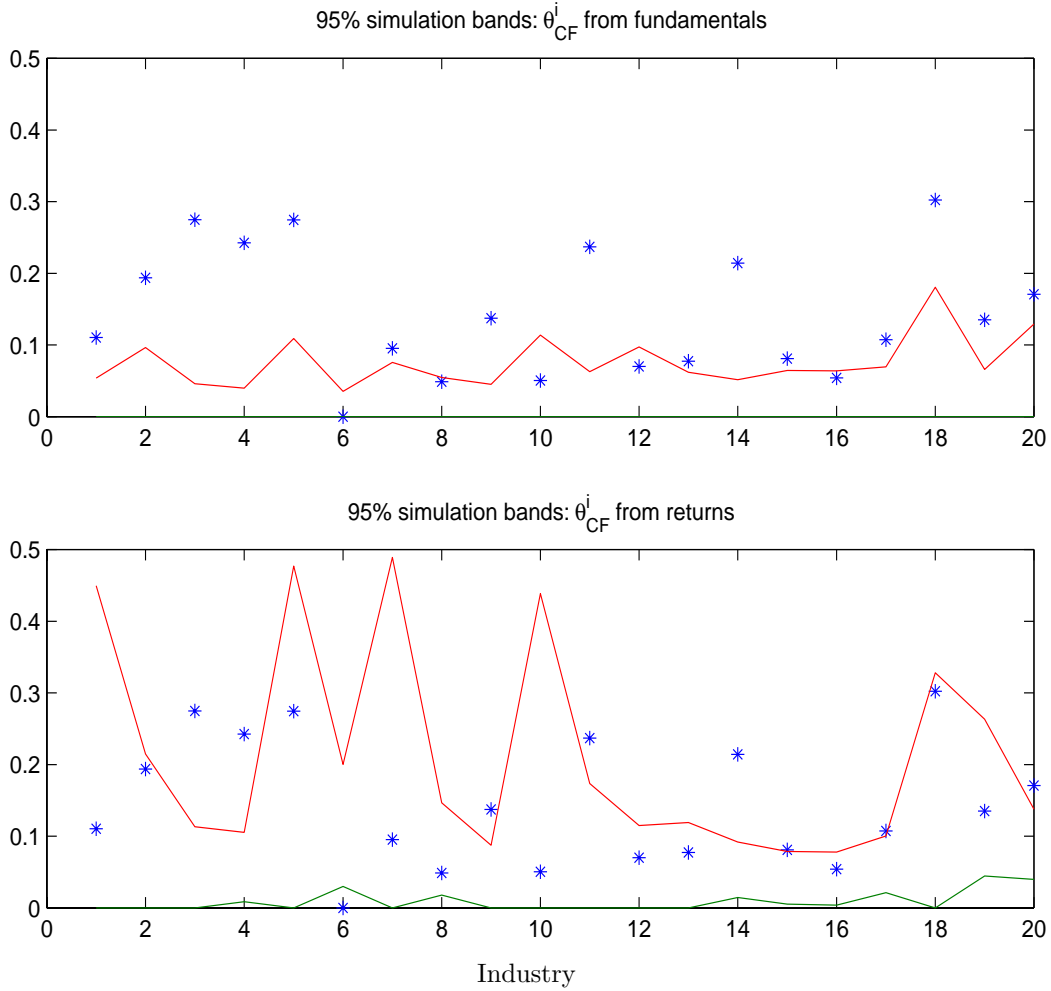 95% simulation bands: θ^i_CF from fundamentals
0.5
0.4
0.3
0.2
0.1
0
0 2 4 6 8 10 12 14 16 18 20
95% simulation bands: θ^i_CF from returns
0.5
0.4
0.3
0.2
0.1
0
0 2 4 6 8 10 12 14 16 18 20
Industry